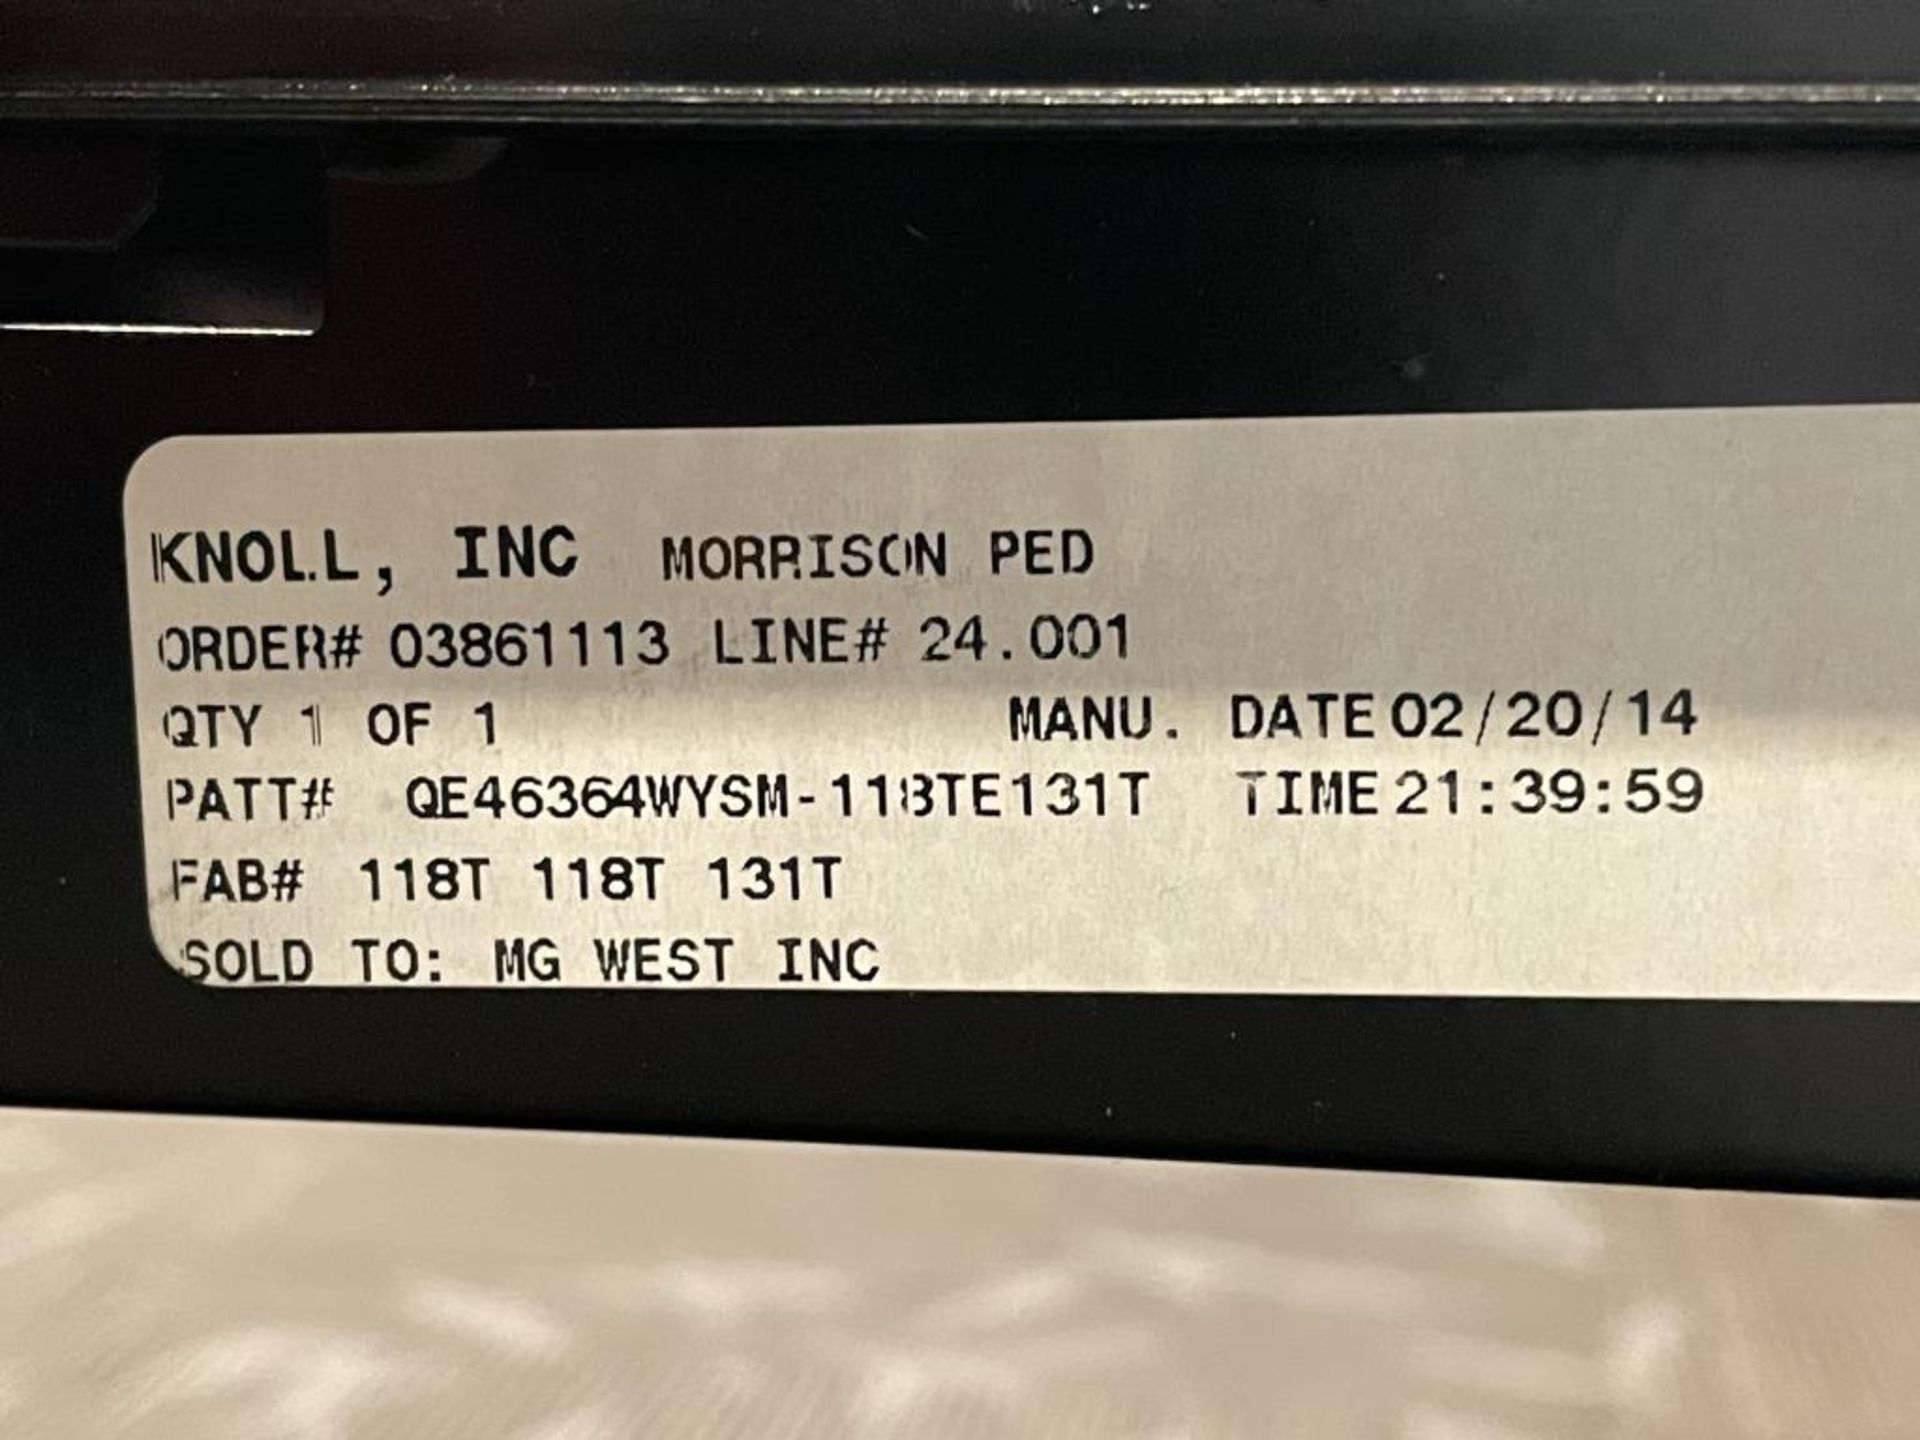 KNOLL, INC MORRISON PED
ORDER# 03861113 LINE# 24.001
QTY 1 OF 1 MANU. DATE 02/20/14
PATT# QE46364WYSM-118TE131T TIME 21:39:59
FAB# 118T 118T 131T
SOLD TO: MG WEST INC